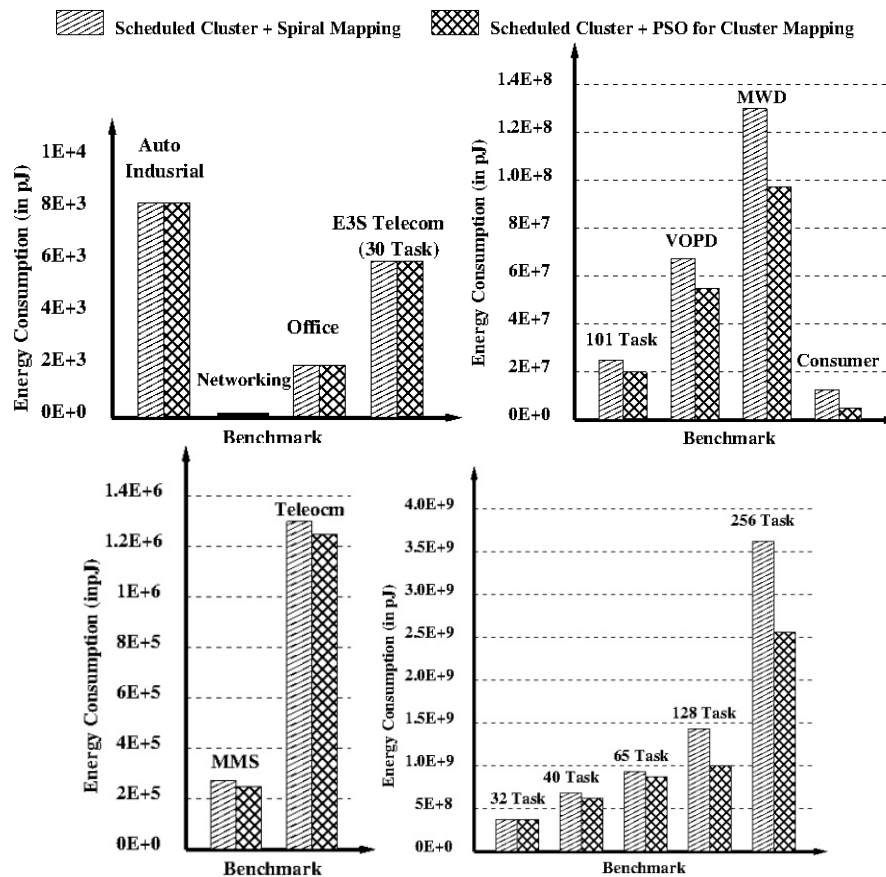 Scheduled Cluster + Spiral Mapping
Scheduled Cluster + PSO for Cluster Mapping
Energy Consumption (in pJ)
1E+4
8E+3
6E+3
4E+3
2E+3
0E+0
Auto
Indusrial
Networking
Office
E3S Telecom
(30 Task)
Benchmark
Energy Consumption (in pJ)
1.4E+8
1.2E+8
1.0E+8
8E+7
6E+7
4E+7
2E+7
0E+0
101 Task
VOPD
MWD
Consumer
Benchmark
Energy Consumption (inpJ)
1.4E+6
1.2E+6
1E+6
8E+5
6E+5
4E+5
2E+5
0E+0
MMS
Teleocm
Benchmark
Energy Consumption (in pJ)
4.0E+9
3.5E+9
3.0E+9
2.5E+9
2.0E+9
1.5E+9
1.0E+9
5E+8
0E+0
32 Task
40 Task
65 Task
128 Task
256 Task
Benchmark